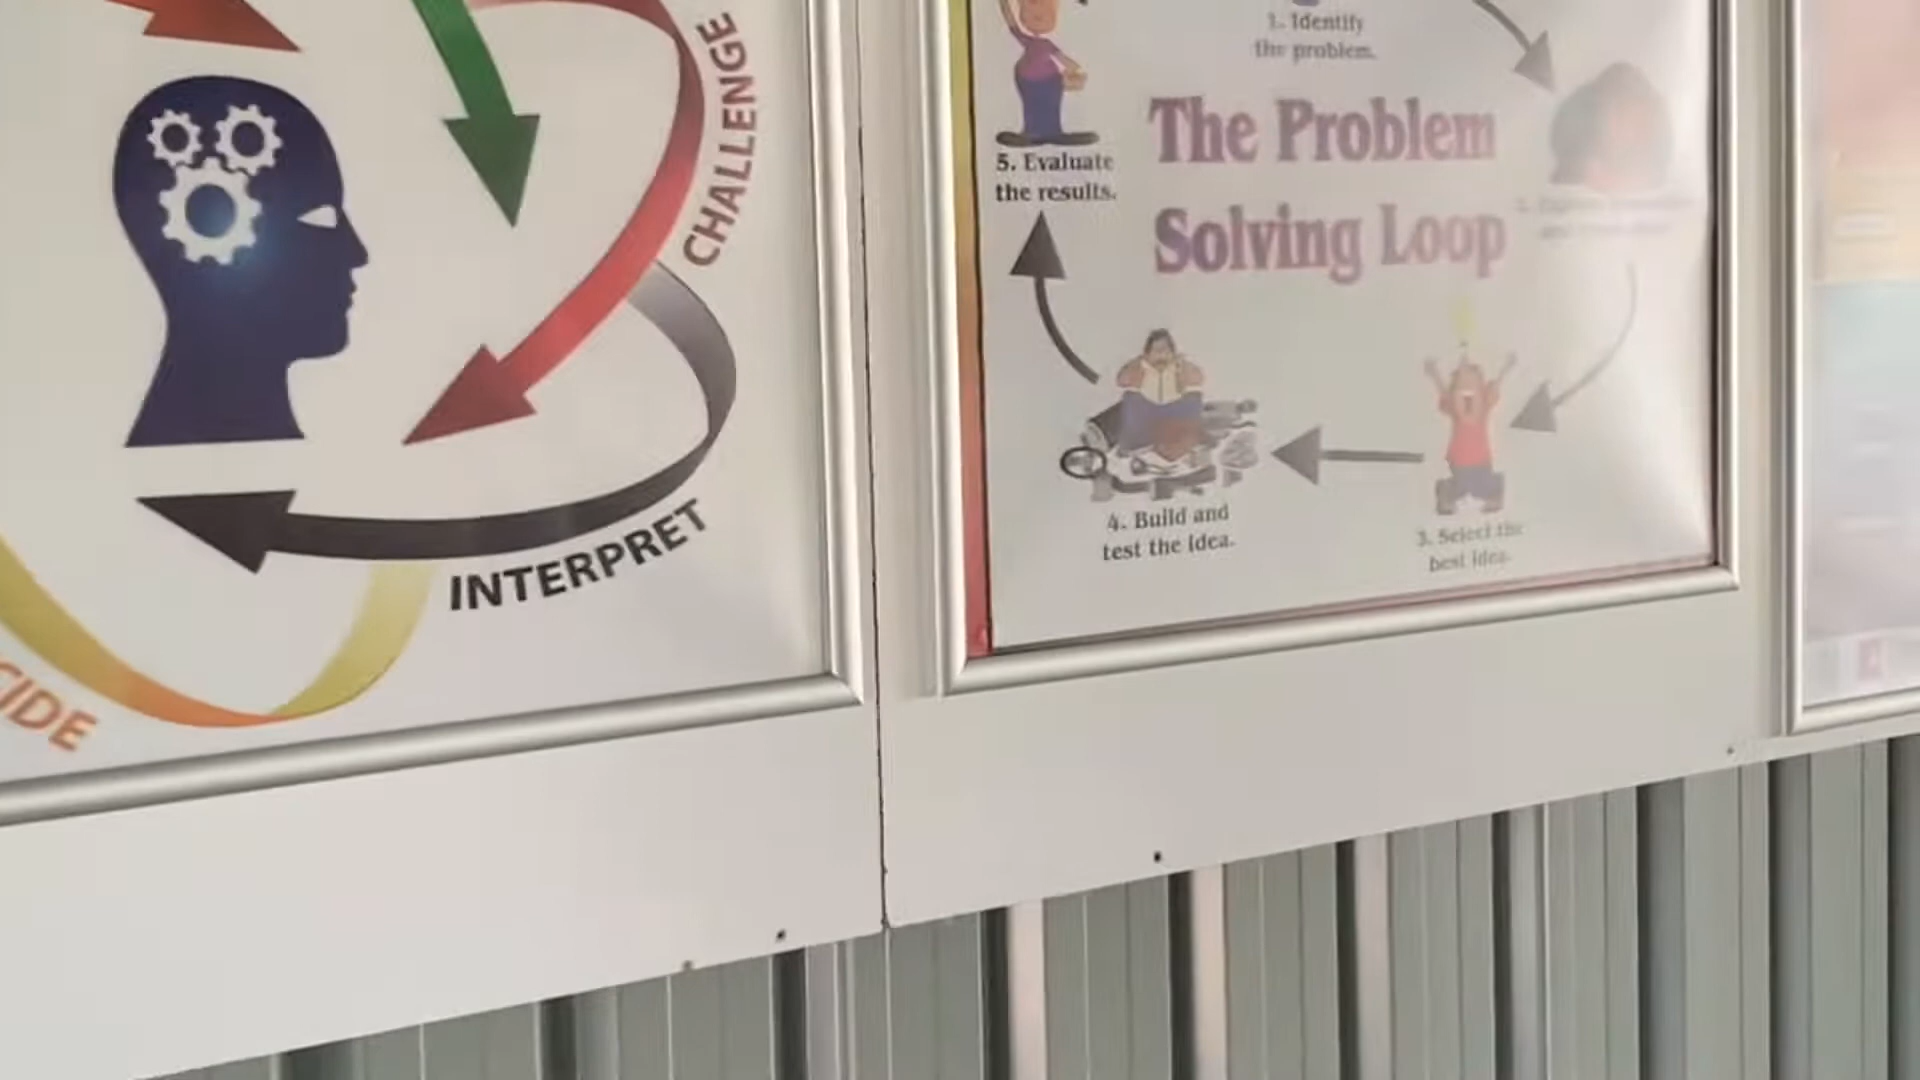 CHALLENGE
INTERPRET
CIDE
1. Identify
the problem.
The Problem
Solving Loop
5. Evaluate
the results.
4. Build and
test the idea.
3. Select the
best idea.